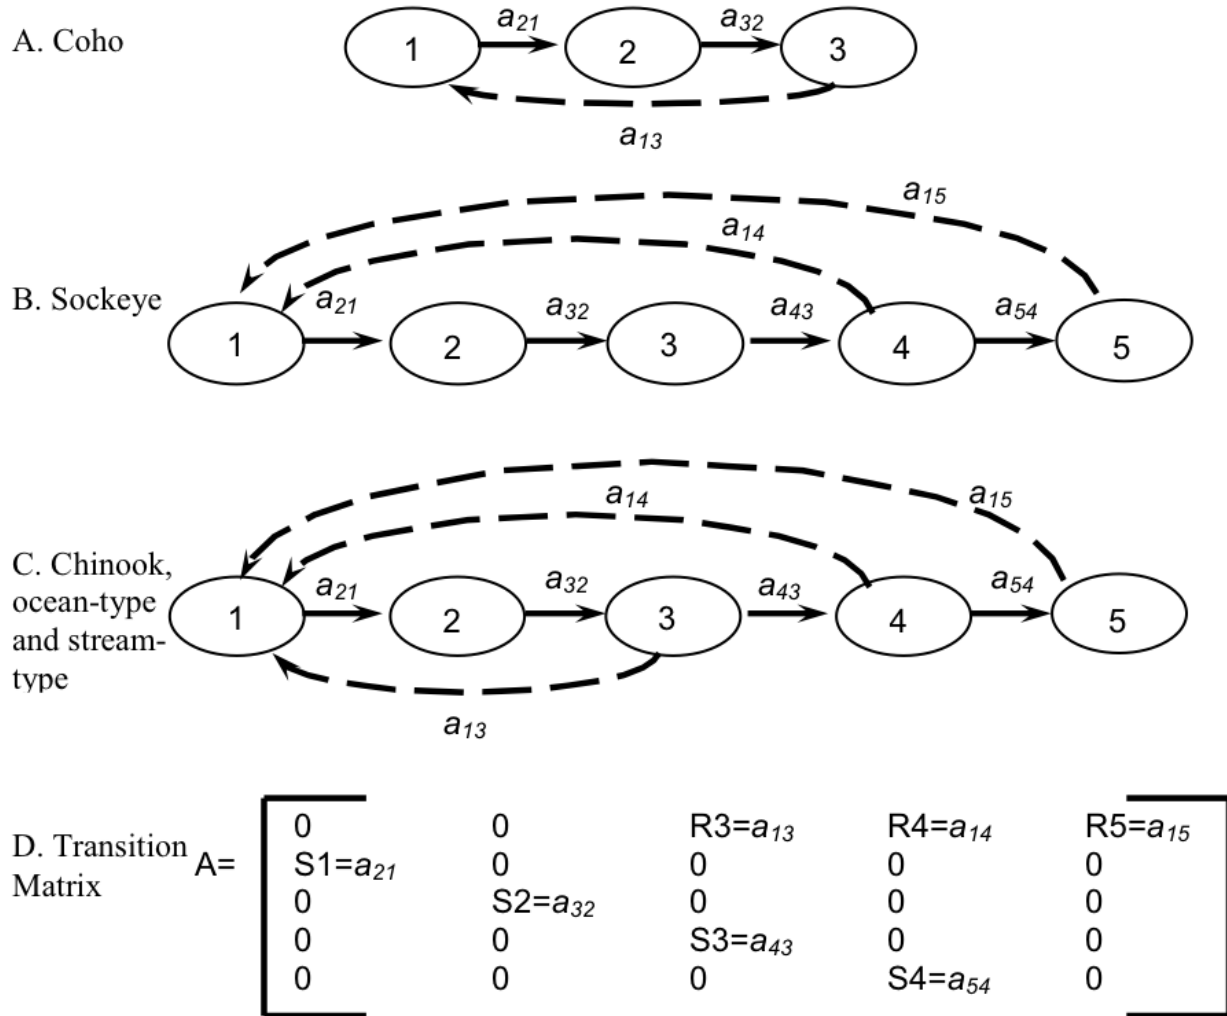 A. Coho
a21 a32
1 2 3
a13
a15
a14
B. Sockeye
a21 a32 a43 a54
1 2 3 4 5
a14 a15
C. Chinook,
ocean-type
and stream-
type
a21 a32 a43 a54
1 2 3 4 5
a13
D. Transition
Matrix
A=
0 0 R3=a13 R4=a14 R5=a15
S1=a21 0 0 0 0
0 S2=a32 0 0 0
0 0 S3=a43 0 0
0 0 0 S4=a54 0